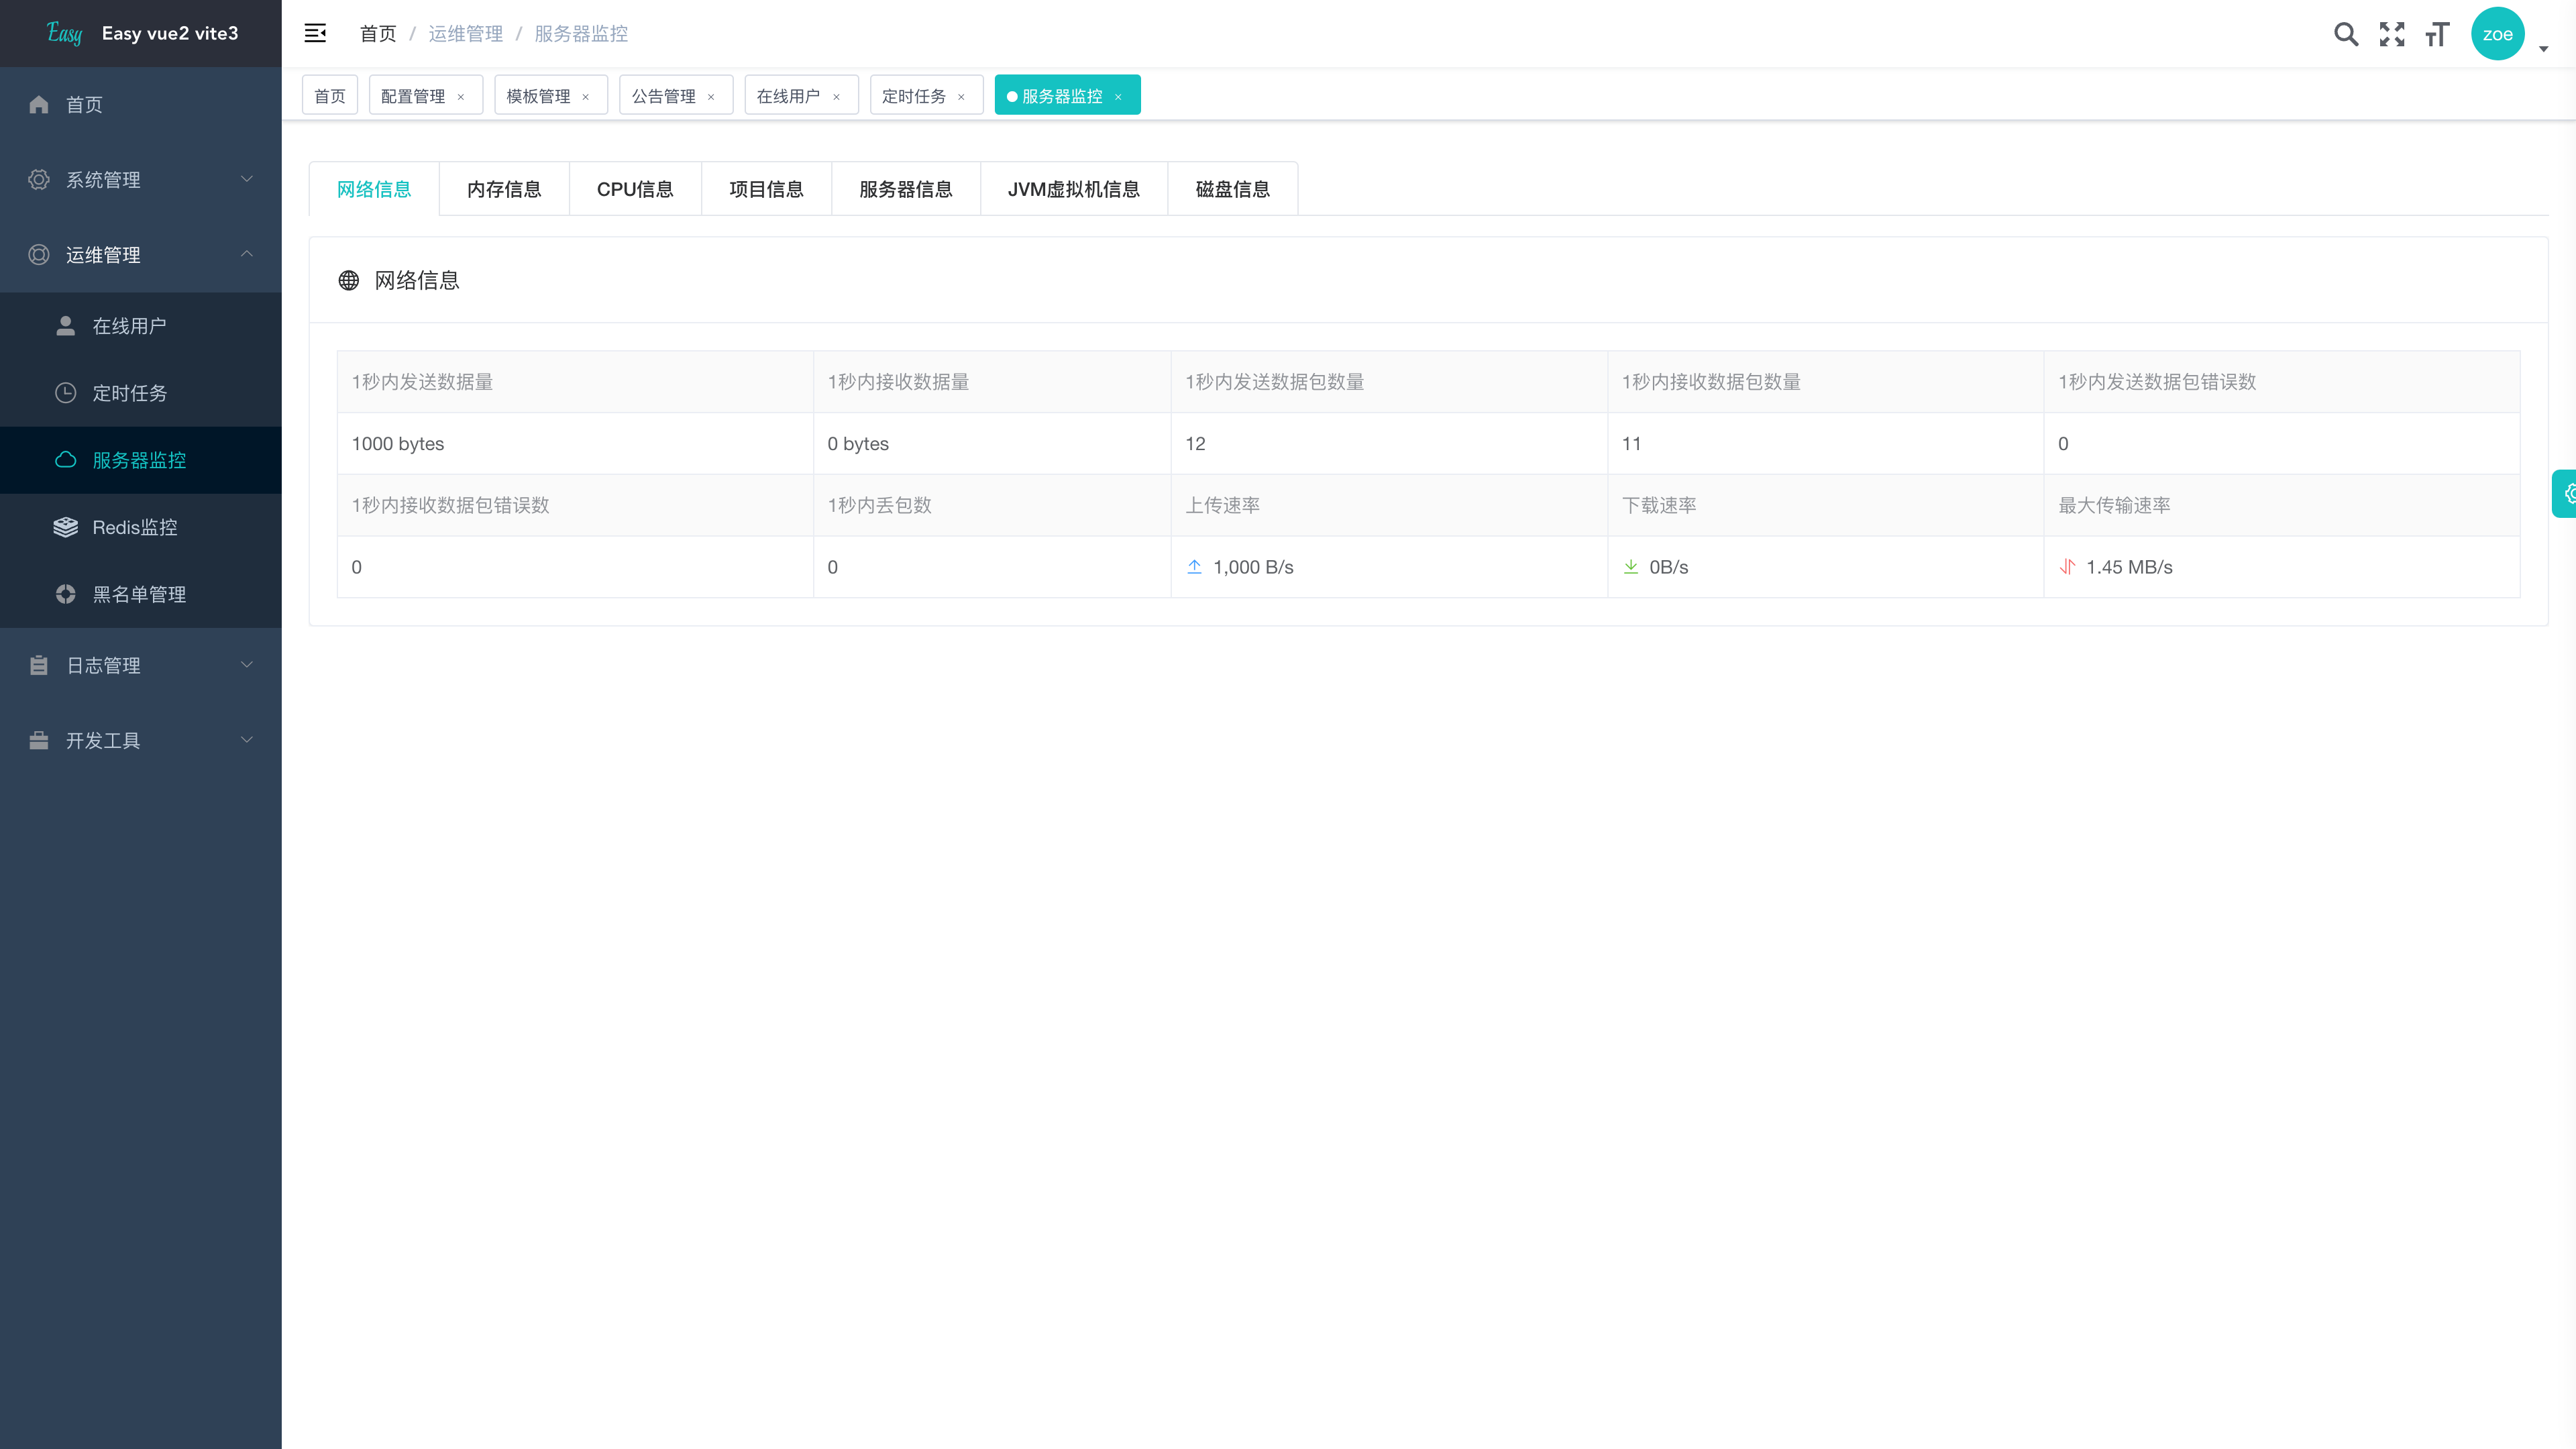 Easy Easy vue2 vite3
首页 / 运维管理 / 服务器监控
zoe
首页
系统管理
运维管理
在线用户
定时任务
服务器监控
Redis监控
黑名单管理
日志管理
开发工具
首页 配置管理 × 模板管理 × 公告管理 × 在线用户 × 定时任务 × 服务器监控 ×
网络信息 内存信息 CPU信息 项目信息 服务器信息 JVM虚拟机信息 磁盘信息
网络信息
1秒内发送数据量 1秒内接收数据量 1秒内发送数据包数量 1秒内接收数据包数量 1秒内发送数据包错误数
1000 bytes 0 bytes 12 11 0
1秒内接收数据包错误数 1秒内丢包数 上传速率 下载速率 最大传输速率
0 0 1,000 B/s 0B/s 1.45 MB/s